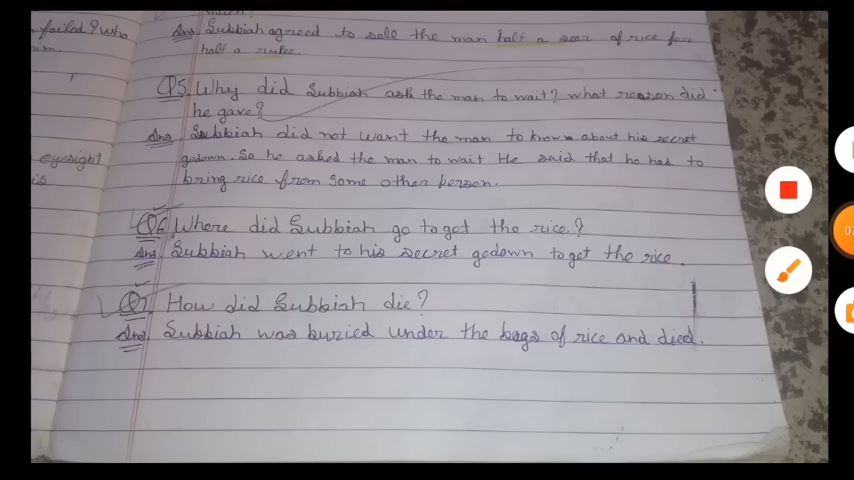 failed? who
Ans Subbiah agreed to sale the man half a seer of rice for
half a rupee.
Q5. Why did Subbiah ask the man to wait? what reason did
he gave?
Ans Subbiah did not want the man to know about his secret
eyesight?
godown. So he asked the man to wait He said that he had to
is
bring rice from some other person.
Q6. Where did Subbiah go to get the rice?
Ans Subbiah went to his secret godown to get the rice.
Q7. How did Subbiah die?
Ans. Subbiah was buried under the bags of rice and died.